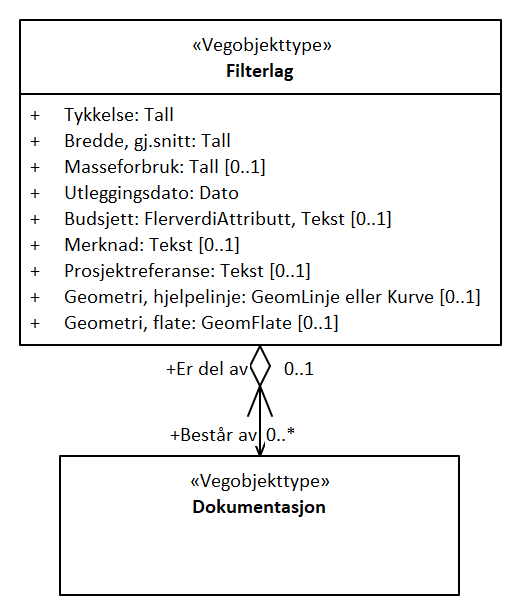 «Vegobjekttype»
Filterlag
+ Tykkelse: Tall
+ Bredde, gj.snitt: Tall
+ Masseforbruk: Tall [0..1]
+ Utleggingsdato: Dato
+ Budsjett: FlerverdiAttributt, Tekst [0..1]
+ Merknad: Tekst [0..1]
+ Prosjektreferanse: Tekst [0..1]
+ Geometri, hjelpelinje: GeomLinje eller Kurve [0..1]
+ Geometri, flate: GeomFlate [0..1]
+Er del av 0..1
+Består av 0..*
«Vegobjekttype»
Dokumentasjon